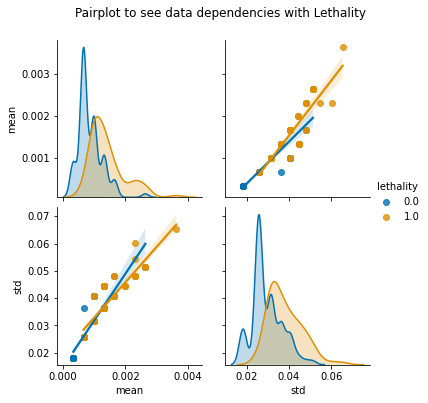 Pairplot to see data dependencies with Lethality
mean
0.003
0.002
0.001
lethality
0.0
1.0
std
0.07
0.06
0.05
0.04
0.03
0.02
0.000 0.002 0.004
mean
0.02 0.04 0.06
std